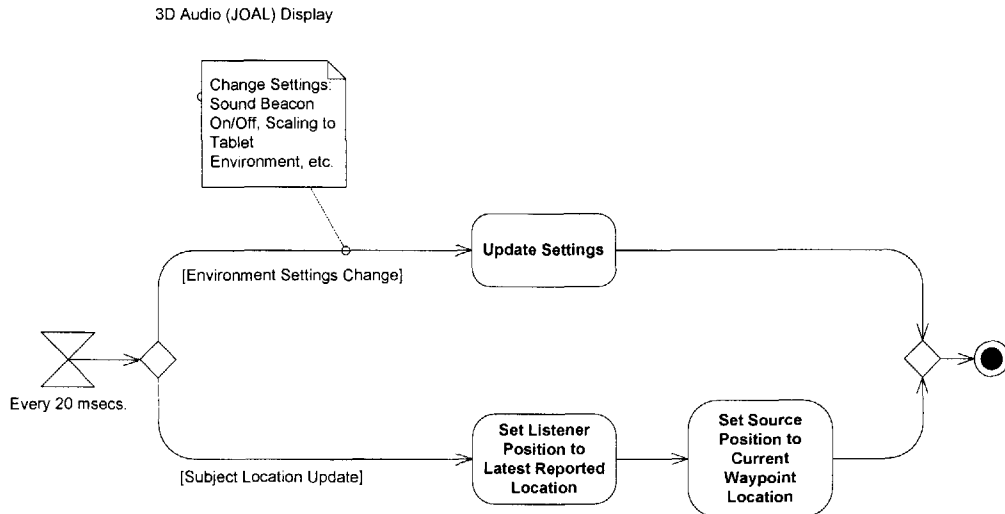 3D Audio (JOAL) Display
Change Settings:
Sound Beacon
On/Off, Scaling to
Tablet
Environment, etc.
Update Settings
[Environment Settings Change]
Every 20 msecs.
Set Listener
Position to
Latest Reported
Location
Set Source
Position to
Current
Waypoint
Location
[Subject Location Update]